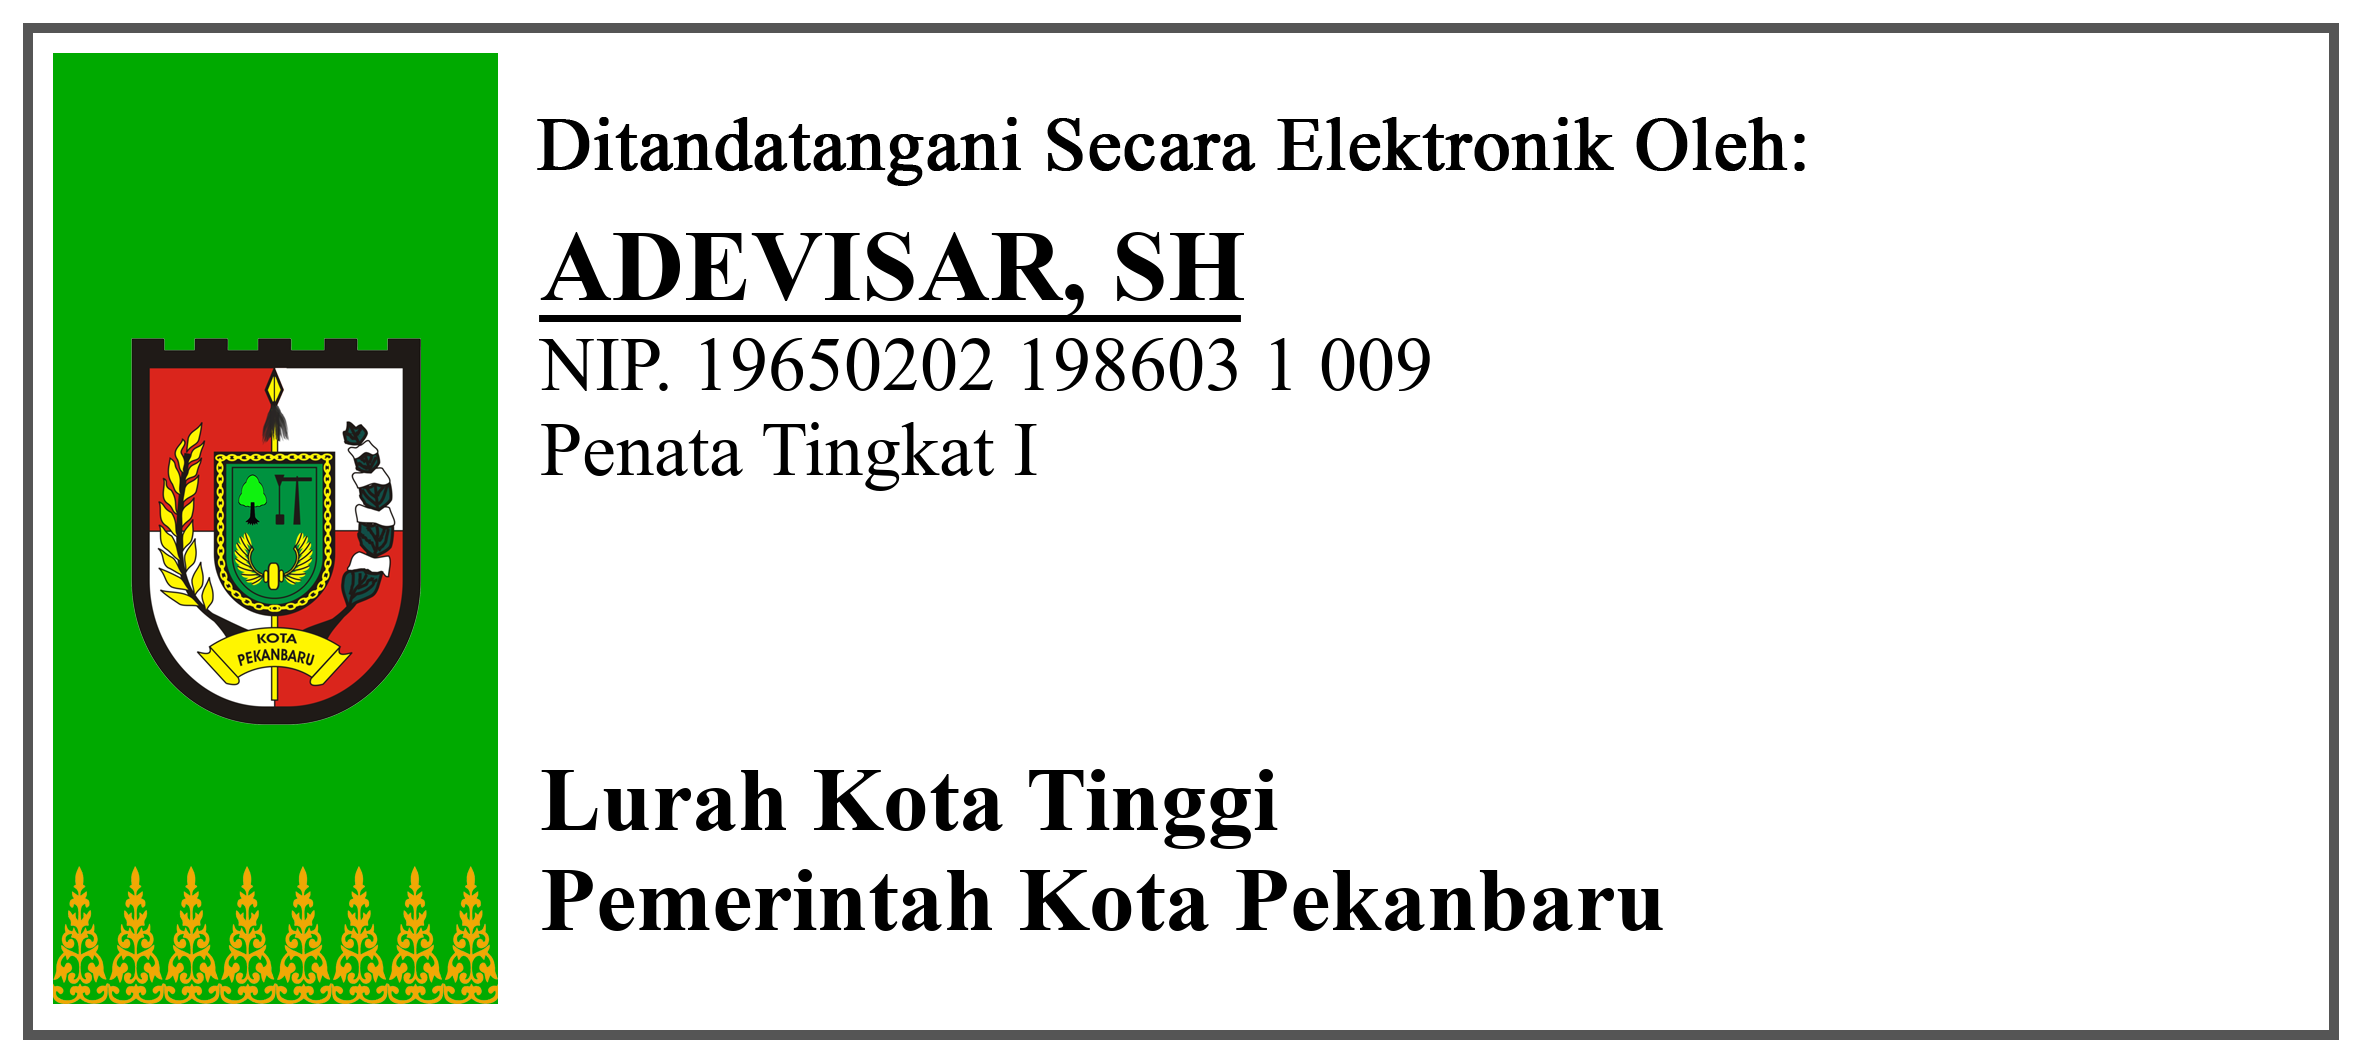 Ditandatangani Secara Elektronik Oleh:
ADEVISAR, SH
NIP. 19650202 198603 1 009
Penata Tingkat I
KOTA
PEKANBARU
Lurah Kota Tinggi
Pemerintah Kota Pekanbaru